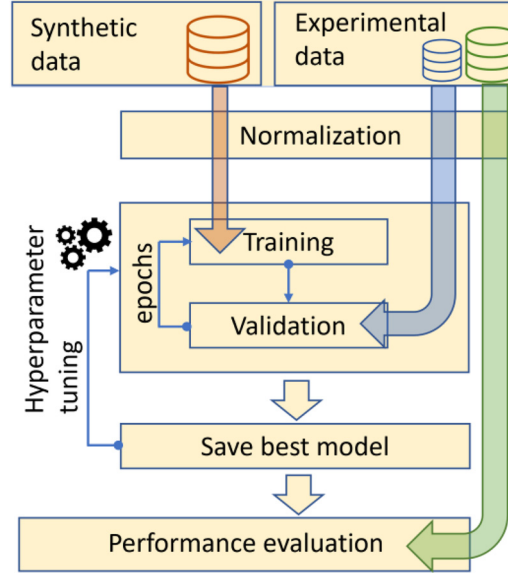 Synthetic
data
Experimental
data
Normalization
Hyperparameter
tuning
epochs
Training
Validation
Save best model
Performance evaluation